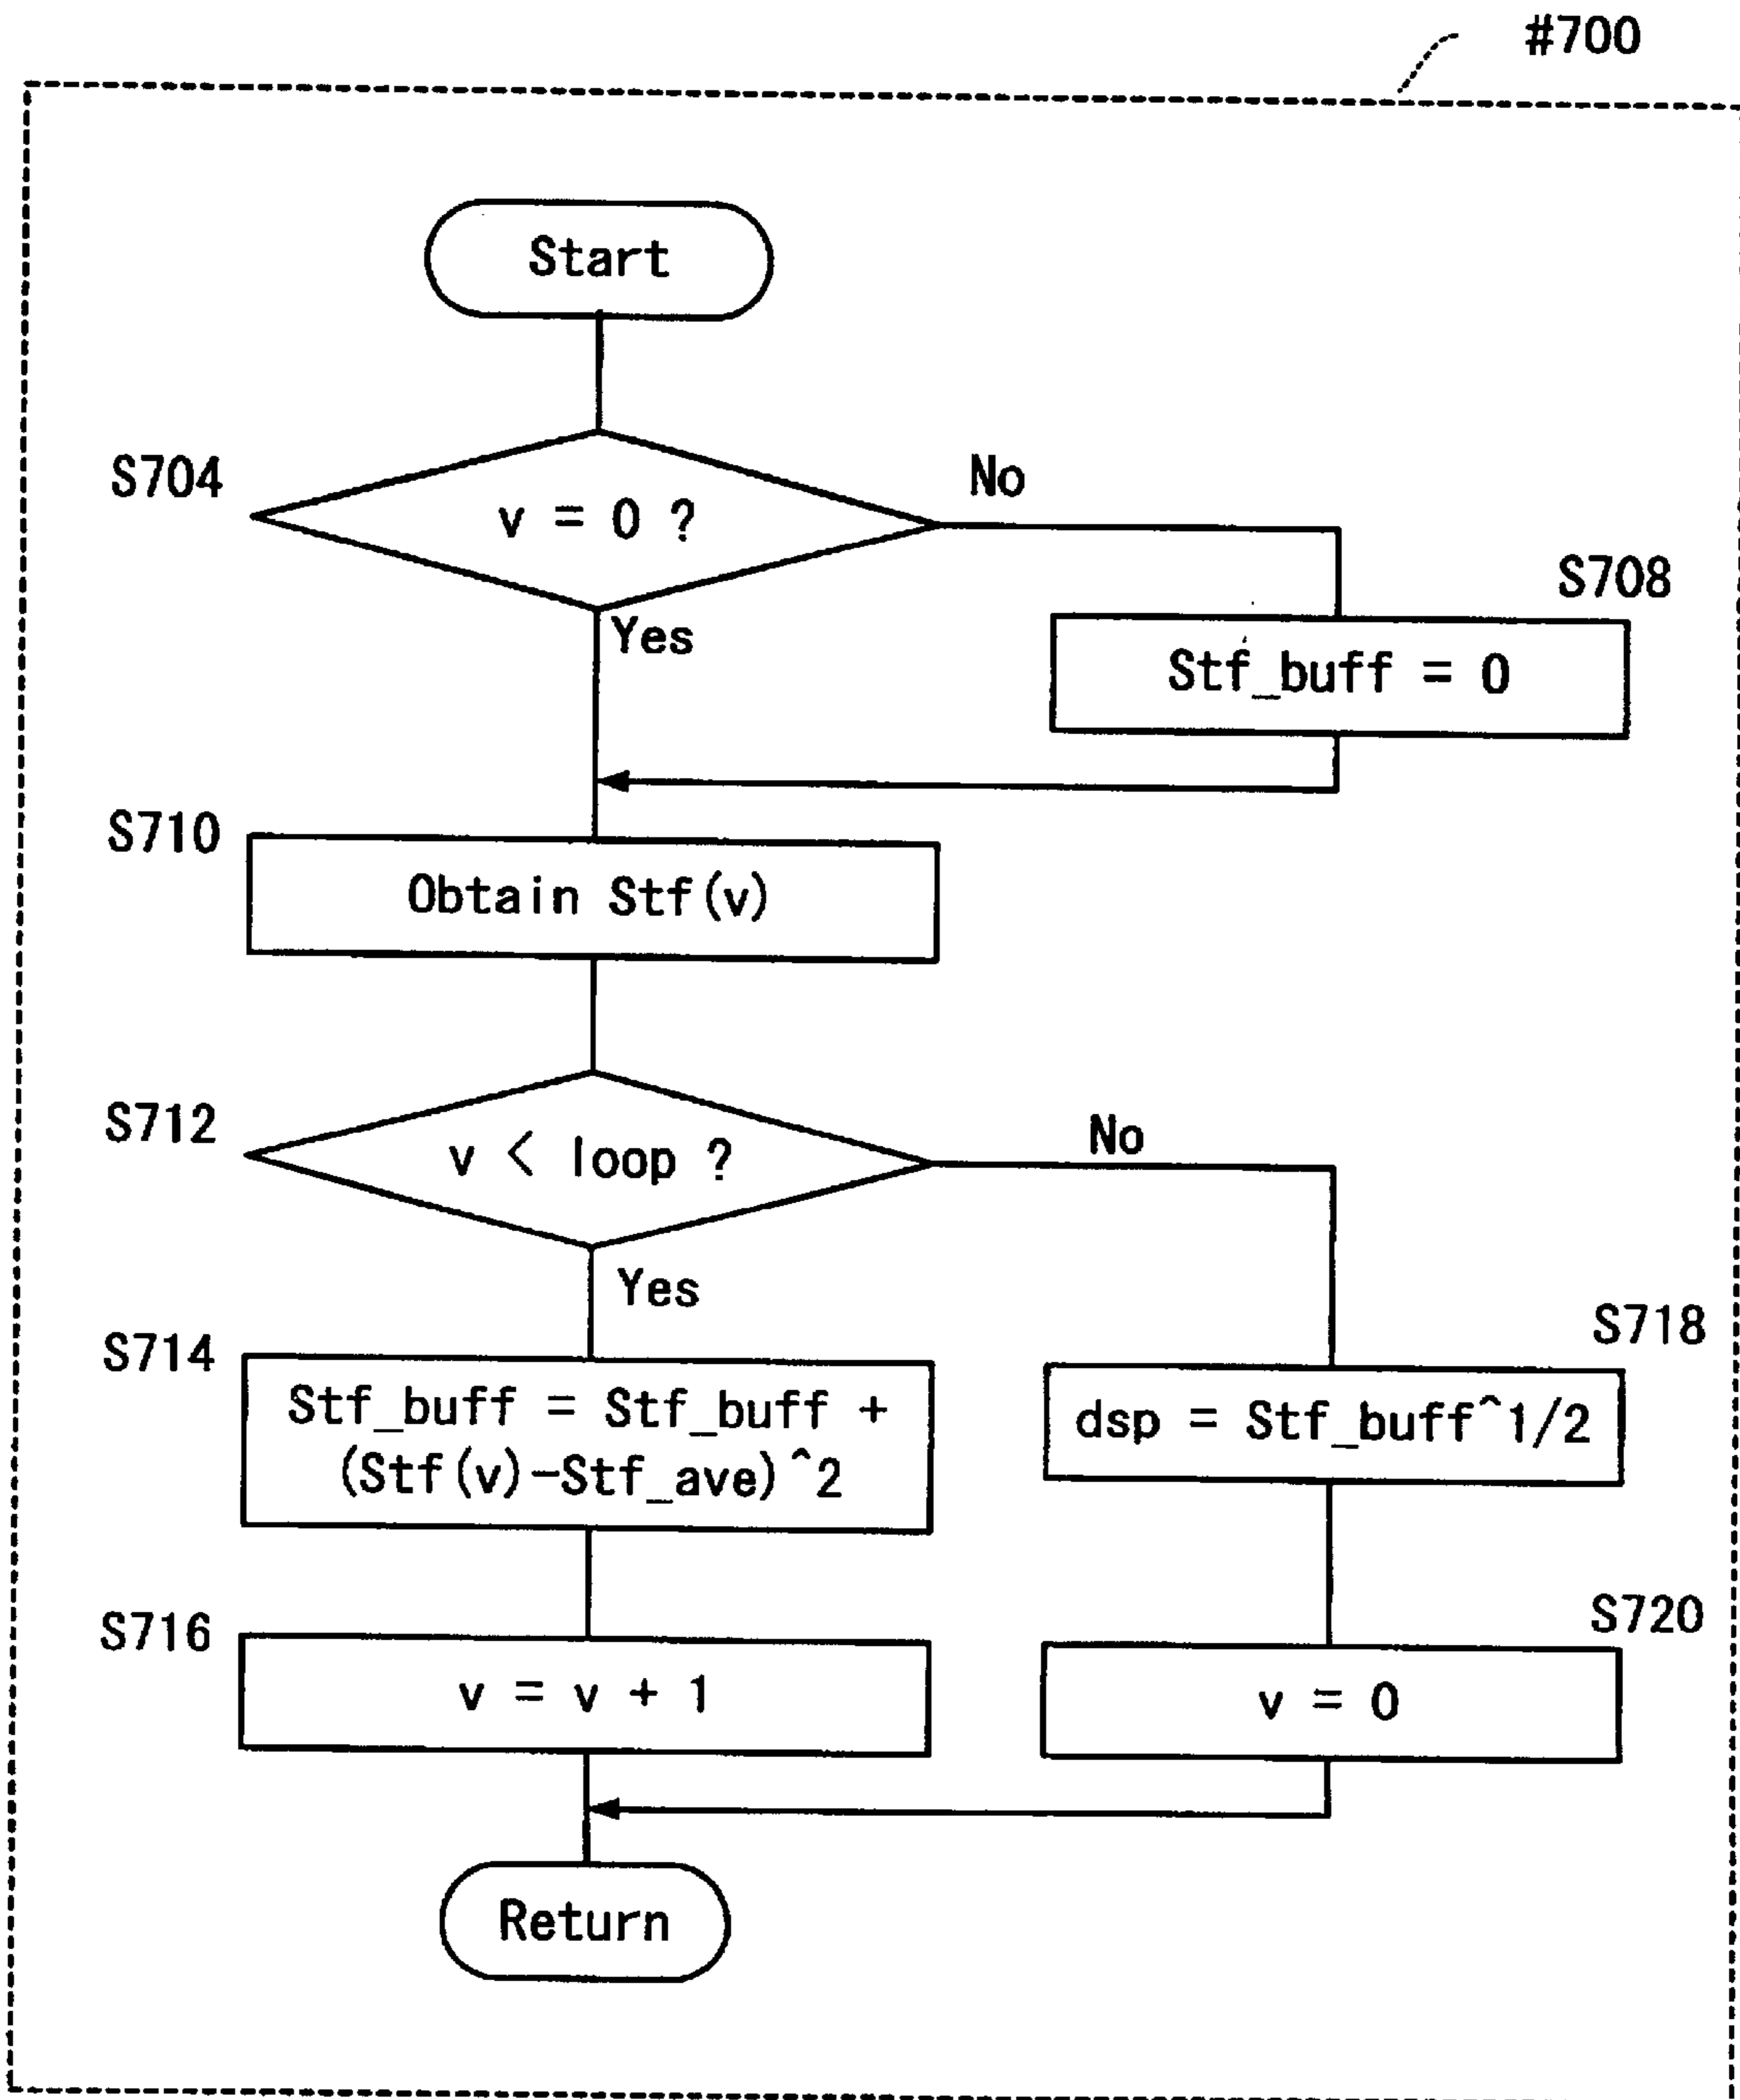 #700
Start
S704
v = 0 ?
No
Yes
S708
Stf_buff = 0
S710
Obtain Stf(v)
S712
v < loop ?
No
Yes
S714
Stf_buff = Stf_buff +
(Stf(v)-Stf_ave)^2
S718
dsp = Stf_buff^1/2
S716
v = v + 1
S720
v = 0
Return